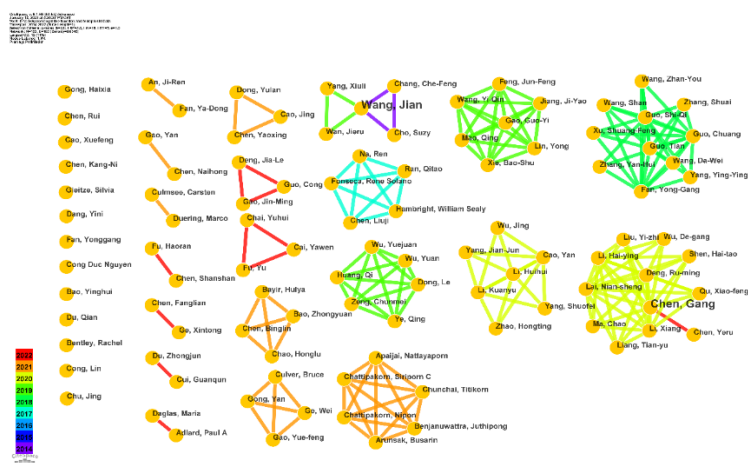 Gong, Haixia
Chen, Rui
Cao, Xuefeng
Chen, Kang-Ni
Gleitze, Silvia
Dang, Yini
Fan, Yonggang
Cong Duc Nguyen
Bao, Yinghui
Du, Qian
Bentley, Rachel
Cong, Lin
Chu, Jing
An, Ji-Ren
Fan, Ya-Dong
Gao, Yan
Chen, Naihong
Culmsee, Carsten
Duering, Marco
Fu, Haoran
Chen, Shanshan
Chen, Fanglian
Ge, Xintong
Du, Zhongjun
Cui, Guanqun
Daglas, Maria
Adlard, Paul A
Dong, Yulan
Cao, Jing
Chen, Yaoxing
Deng, Jia-Le
Guo, Cong
Gao, Jin-Ming
Chai, Yuhui
Cai, Yawen
Fu, Yu
Bayir, Hulya
Bao, Zhongyuan
Chen, Binglin
Chao, Honglu
Culver, Bruce
Gong, Yan
Ge, Wei
Gao, Yue-feng
Yang, Xiuli
Chang, Che-Feng
Wang, Jian
Wan, Jieru
Cho, Suzy
Na, Ren
Ran, Qitao
Fonseca, Rone Solano
Hambright, William Sealy
Chen, Liuji
Wu, Yuejuan
Wu, Yuan
Huang, Qi
Dong, Le
Zeng, Chunmei
Ye, Qing
Apaijai, Nattayaporn
Chattipakorn, Siriporn C
Chunchai, Titikorn
Chattipakorn, Nipon
Benjanuwattra, Juthipong
Arunsak, Busarin
Feng, Jun-Feng
Wang, Yi Qin
Jiang, Ji-Yao
Gao, Guo-Yi
Mao, Qing
Lin, Yong
Xie, Bao-Shu
Wu, Jing
Yang, Jian-Jun
Cao, Yan
Li, Huihui
Li, Kuanyu
Yang, Shuofei
Zhao, Hongting
Wang, Zhan-You
Wang, Shan
Zhang, Shuai
Guo, Shi-Qi
Xu, Shuang Feng
Guo, Chuang
Guo, Tian
Zhang, Yan-Hui
Wang, Da-Wei
Yang, Ying-Ying
Fan, Yong-Gang
Liu, Yi-zhi
Wu, De-gang
Li, Hai-ying
Shen, Hai-tao
Deng, Ru-ming
Lai, Nian-sheng
Qu, Xiao-feng
Chen, Gang
Ma, Chao
Li, Xiang
Chen, Yeru
Liang, Tian-yu
2022
2021
2020
2019
2018
2017
2016
2015
2014